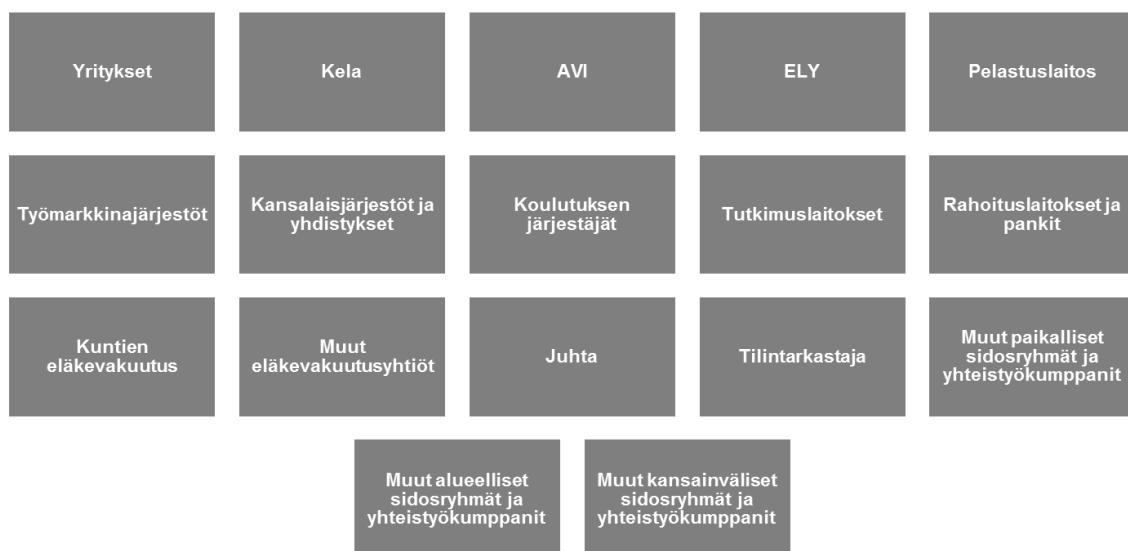 Yritykset
Kela
AVI
ELY
Pelastuslaitos
Työmarkkinajärjestöt
Kansalaisjärjestöt ja
yhdistykset
Koulutuksen
järjestäjät
Tutkimuslaitokset
Rahoituslaitokset ja
pankit
Kuntien
eläkevakuutus
Muut
eläkevakuutusyhtiöt
Juhta
Tilintarkastaja
Muut paikalliset
sidosryhmät ja
yhteistyökumppanit
Muut alueelliset
sidosryhmät ja
yhteistyökumppanit
Muut kansainväliset
sidosryhmät ja
yhteistyökumppanit